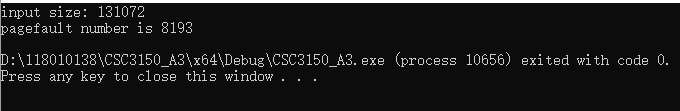 input size: 131072
pagefault number is 8193
D:\118010138\CSC3150_A3\x64\Debug\CSC3150_A3.exe (process 10656) exited with code 0.
Press any key to close this window . . .